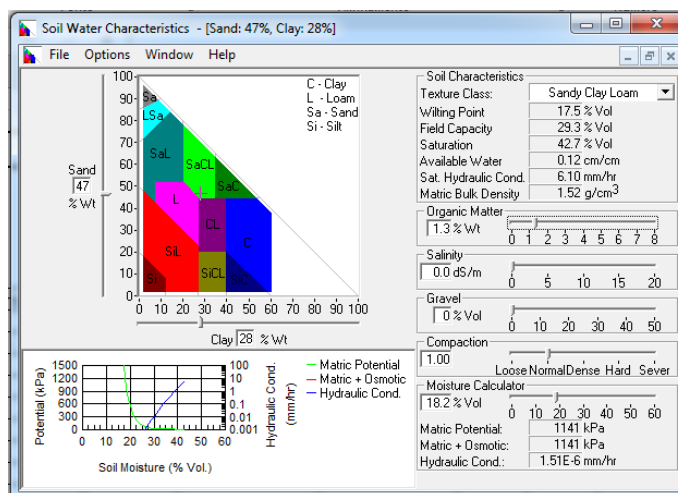 Soil Water Characteristics - [Sand: 47%, Clay: 28%]
File Options Window Help
100
90
80
70
60
50
40
30
20
10
0
Sand
47
% Wt
C - Clay
L - Loam
Sa - Sand
Si - Silt
Sa
LSa
SaL
SaCL
SaC
L
CL
C
SiL
SiCL
Si
0 10 20 30 40 50 60 70 80 90 100
Clay 28 % Wt
Soil Characteristics
Texture Class: Sandy Clay Loam
Wilting Point 17.5 % Vol
Field Capacity 29.3 % Vol
Saturation 42.7 % Vol
Available Water 0.12 cm/cm
Sat. Hydraulic Cond. 6.10 mm/hr
Matric Bulk Density 1.52 g/cm3
Organic Matter
1.3 % Wt
0 1 2 3 4 5 6 7 8
Salinity
0.0 dS/m
0 5 10 15 20
Gravel
0 % Vol
0 10 20 30 40 50
Compaction
1.00
Loose Normal Dense Hard Sever
Moisture Calculator
18.2 % Vol
0 10 20 30 40 50 60
Matric Potential: 1141 kPa
Matric + Osmotic: 1141 kPa
Hydraulic Cond.: 1.51E-6 mm/hr
Potential (kPa)
1500
1200
900
600
300
0
0 10 20 30 40 50 60
Soil Moisture (% Vol.)
100
10
1
0.1
0.01
0.001
Hydraulic Cond.
(mm/hr)
Matric Potential
Matric + Osmotic
Hydraulic Cond.